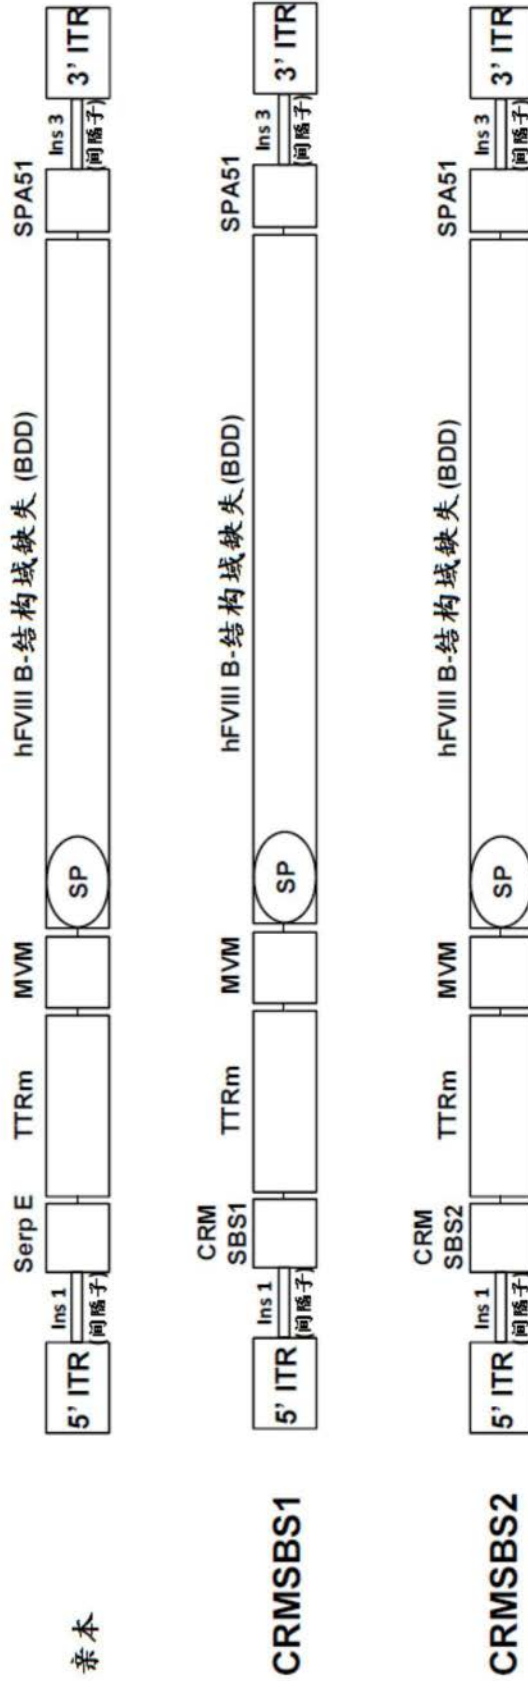 亲本
5' ITR
Ins 1
(间隔子)
Serp E
TTRm
MVM
SP
hFVIII B-结构域缺失 (BDD)
SPA51
Ins 3
(间隔子)
3' ITR
CRMSBS1
5' ITR
Ins 1
(间隔子)
CRM
SBS1
TTRm
MVM
SP
hFVIII B-结构域缺失(BDD)
SPA51
Ins 3
(间隔子)
3' ITR
CRMSBS2
5' ITR
Ins 1
(间隔子)
CRM
SBS2
TTRm
MVM
SP
hFVIII B-结构域缺失(BDD)
SPA51
Ins 3
(间隔子)
3' ITR